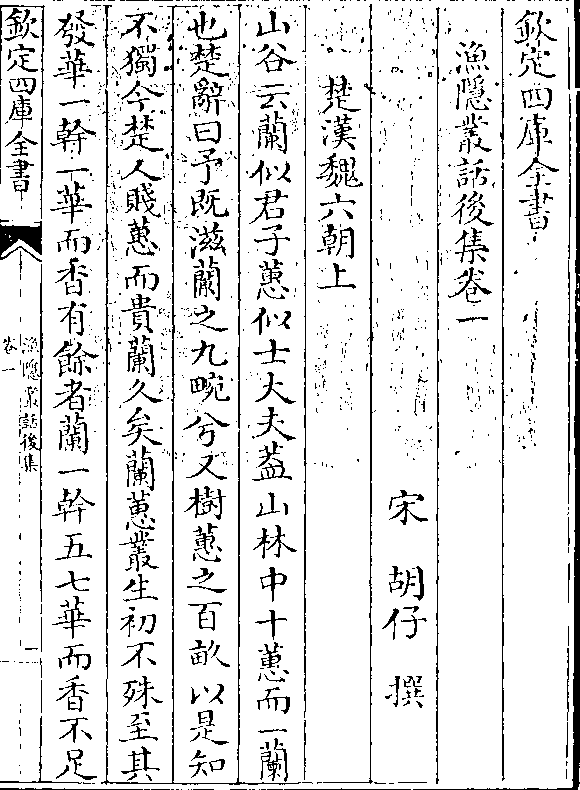 欽定四庫全書
漁隱叢話後集卷一
宋 胡仔 撰
楚漢魏六朝上
山谷云蘭似君子蕙似士大夫葢山林中十蕙而一蘭
也楚辭曰予既滋蘭之九畹兮又樹蕙之百畝以是知
不獨今楚人賤蕙而貴蘭久矣蘭蕙叢生初不殊至其
發華一幹一華而香有餘者蘭一幹五七華而香不足
欽定四庫全書
漁隱叢話後集
卷一
一